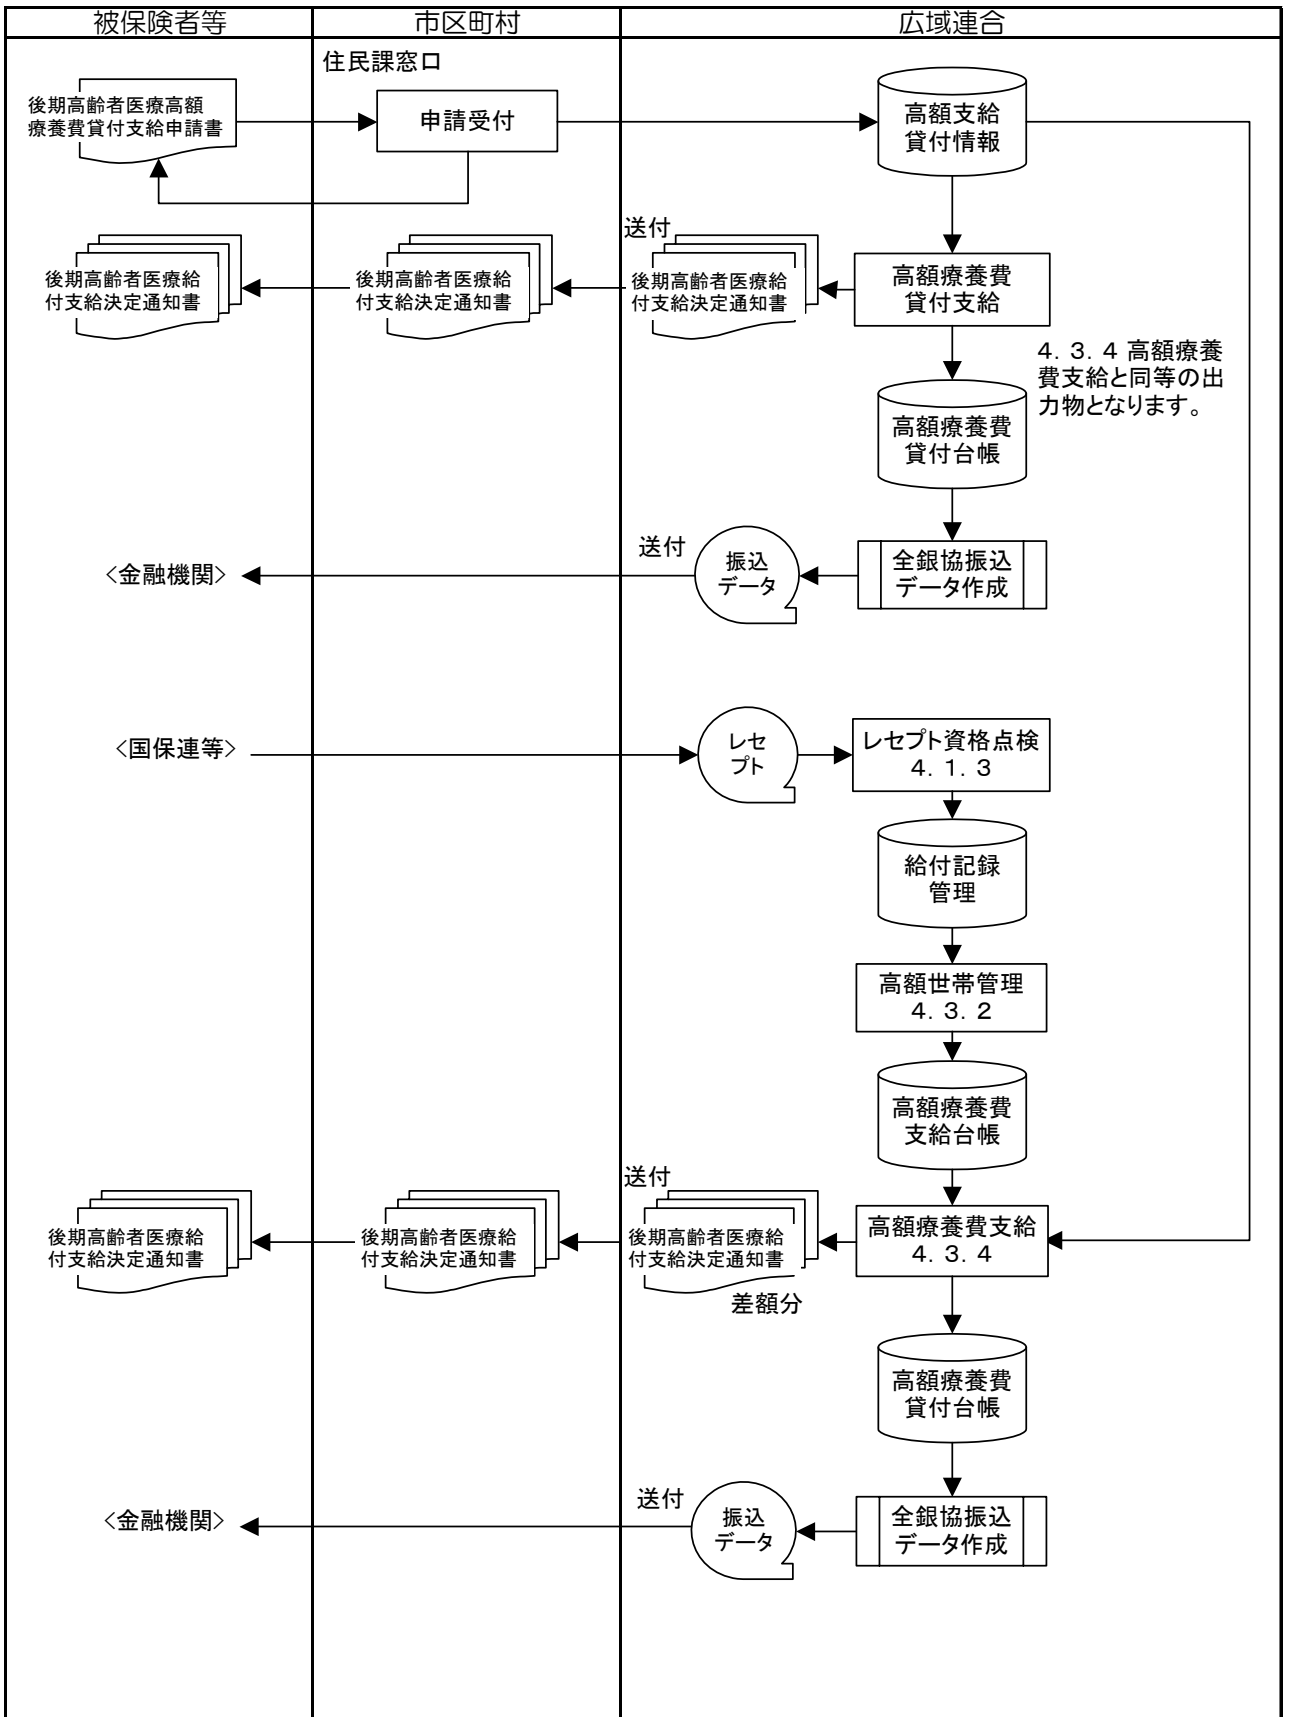 被保険者等
市区町村
広域連合
住民課窓口
後期高齢者医療高額
療養費貸付支給申請書
申請受付
高額支給
貸付情報
送付
後期高齢者医療給
付支給決定通知書
後期高齢者医療給
付支給決定通知書
後期高齢者医療給
付支給決定通知書
高額療養費
貸付支給
4．3．4 高額療養
費支給と同等の出
力物となります。
高額療養費
貸付台帳
<金融機関>
送付
振込
データ
全銀協振込
データ作成
<国保連等>
レセ
プト
レセプト資格点検
4．1．3
給付記録
管理
高額世帯管理
4．3．2
高額療養費
支給台帳
送付
後期高齢者医療給
付支給決定通知書
後期高齢者医療給
付支給決定通知書
後期高齢者医療給
付支給決定通知書
差額分
高額療養費支給
4．3．4
高額療養費
貸付台帳
<金融機関>
送付
振込
データ
全銀協振込
データ作成